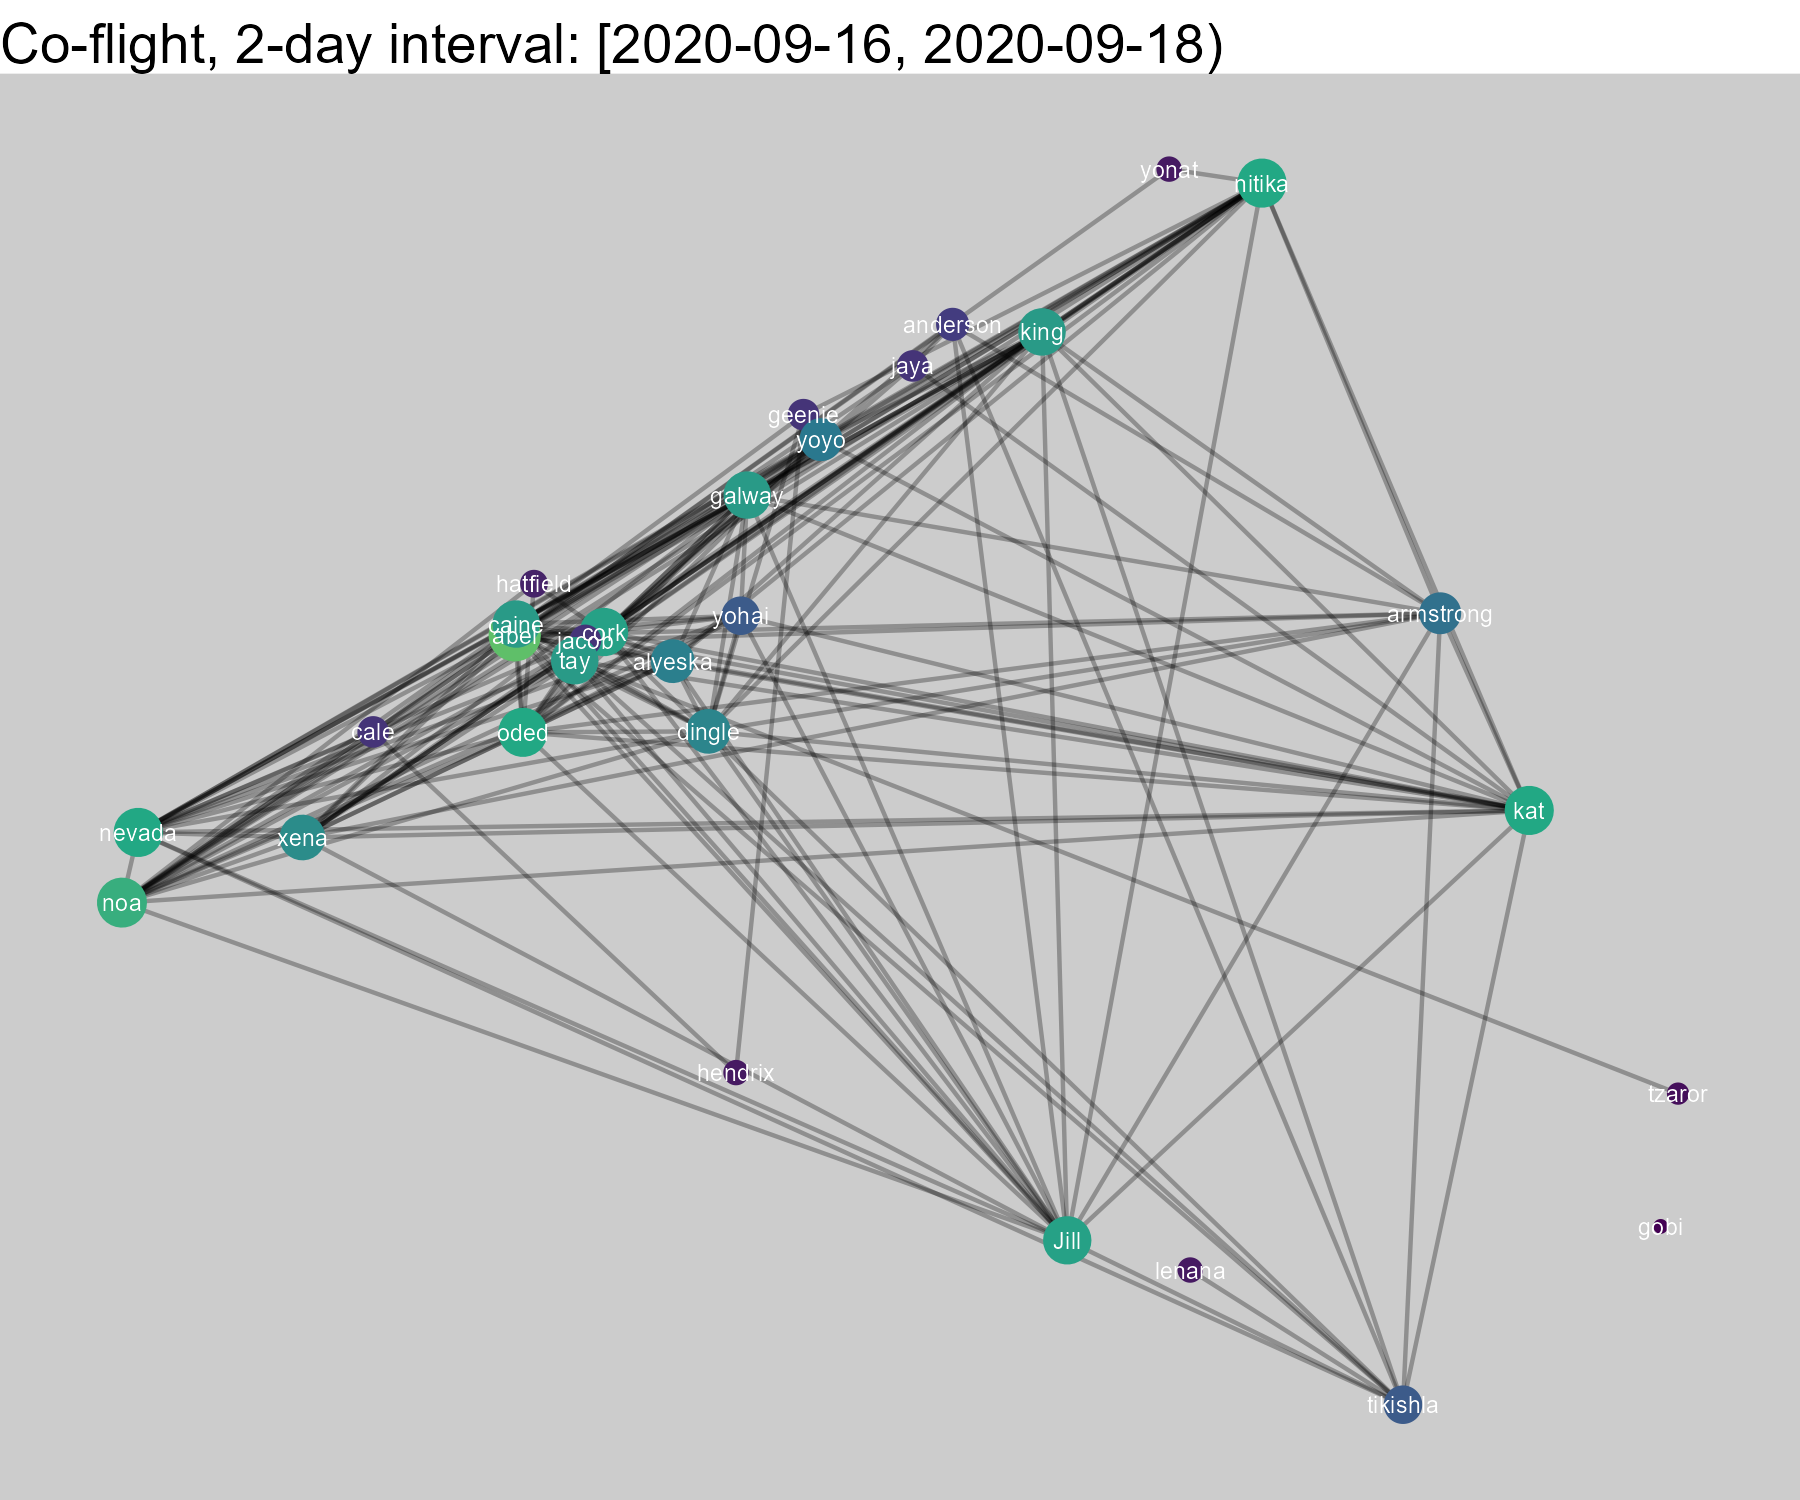 Co-flight, 2-day interval: [2020-09-16, 2020-09-18)
yonat
nitika
anderson
king
jaya
geenie
yoyo
galway
hatfield
armstrong
yohai
caine
cork
abel
jacob
tay
alyeska
cale
oded
dingle
kat
nevada
xena
noa
hendrix
tzaror
gobi
Jill
lenana
tikishla